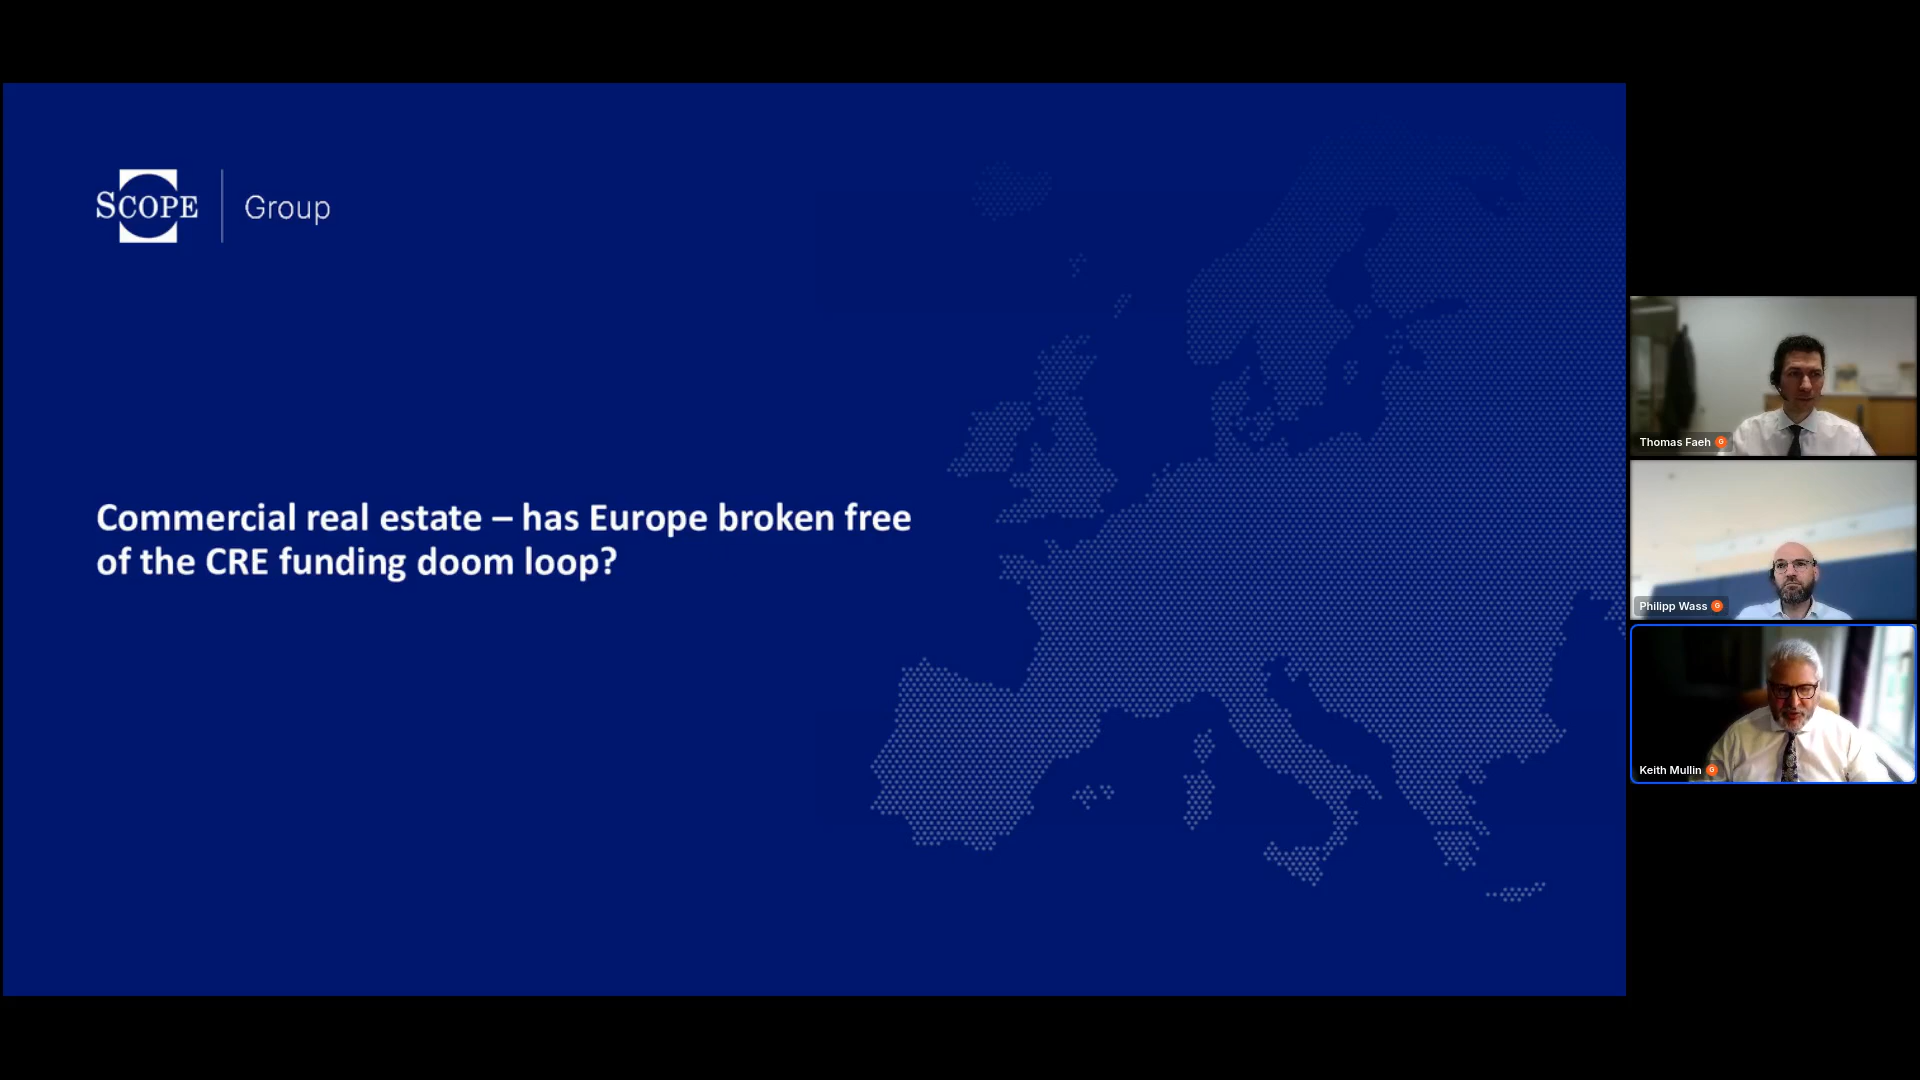 SCOPE
Group
Commercial real estate – has Europe broken free
of the CRE funding doom loop?
Thomas Faeh G
Philipp Wass G
Keith Mullin G